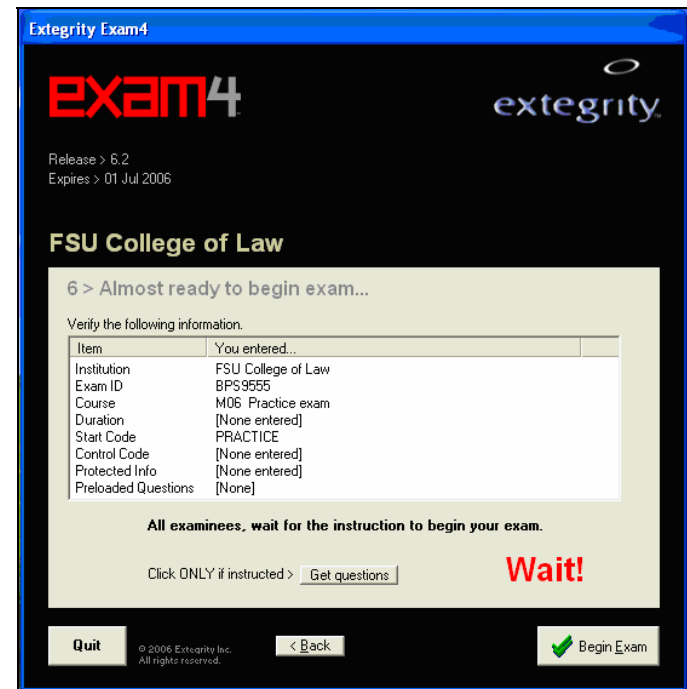 Extegrity Exam4
exam4
extegrity
Release > 6.2
Expires > 01 Jul 2006
FSU College of Law
6 > Almost ready to begin exam...
Verify the following information.
Item You entered...
Institution FSU College of Law
Exam ID BPS9555
Course M06 Practice exam
Duration [None entered]
Start Code PRACTICE
Control Code [None entered]
Protected Info [None entered]
Preloaded Questions [None]
All examinees, wait for the instruction to begin your exam.
Click ONLY if instructed > Get questions
Wait!
Quit
© 2006 Extegrity Inc.
All rights reserved.
< Back
Begin Exam